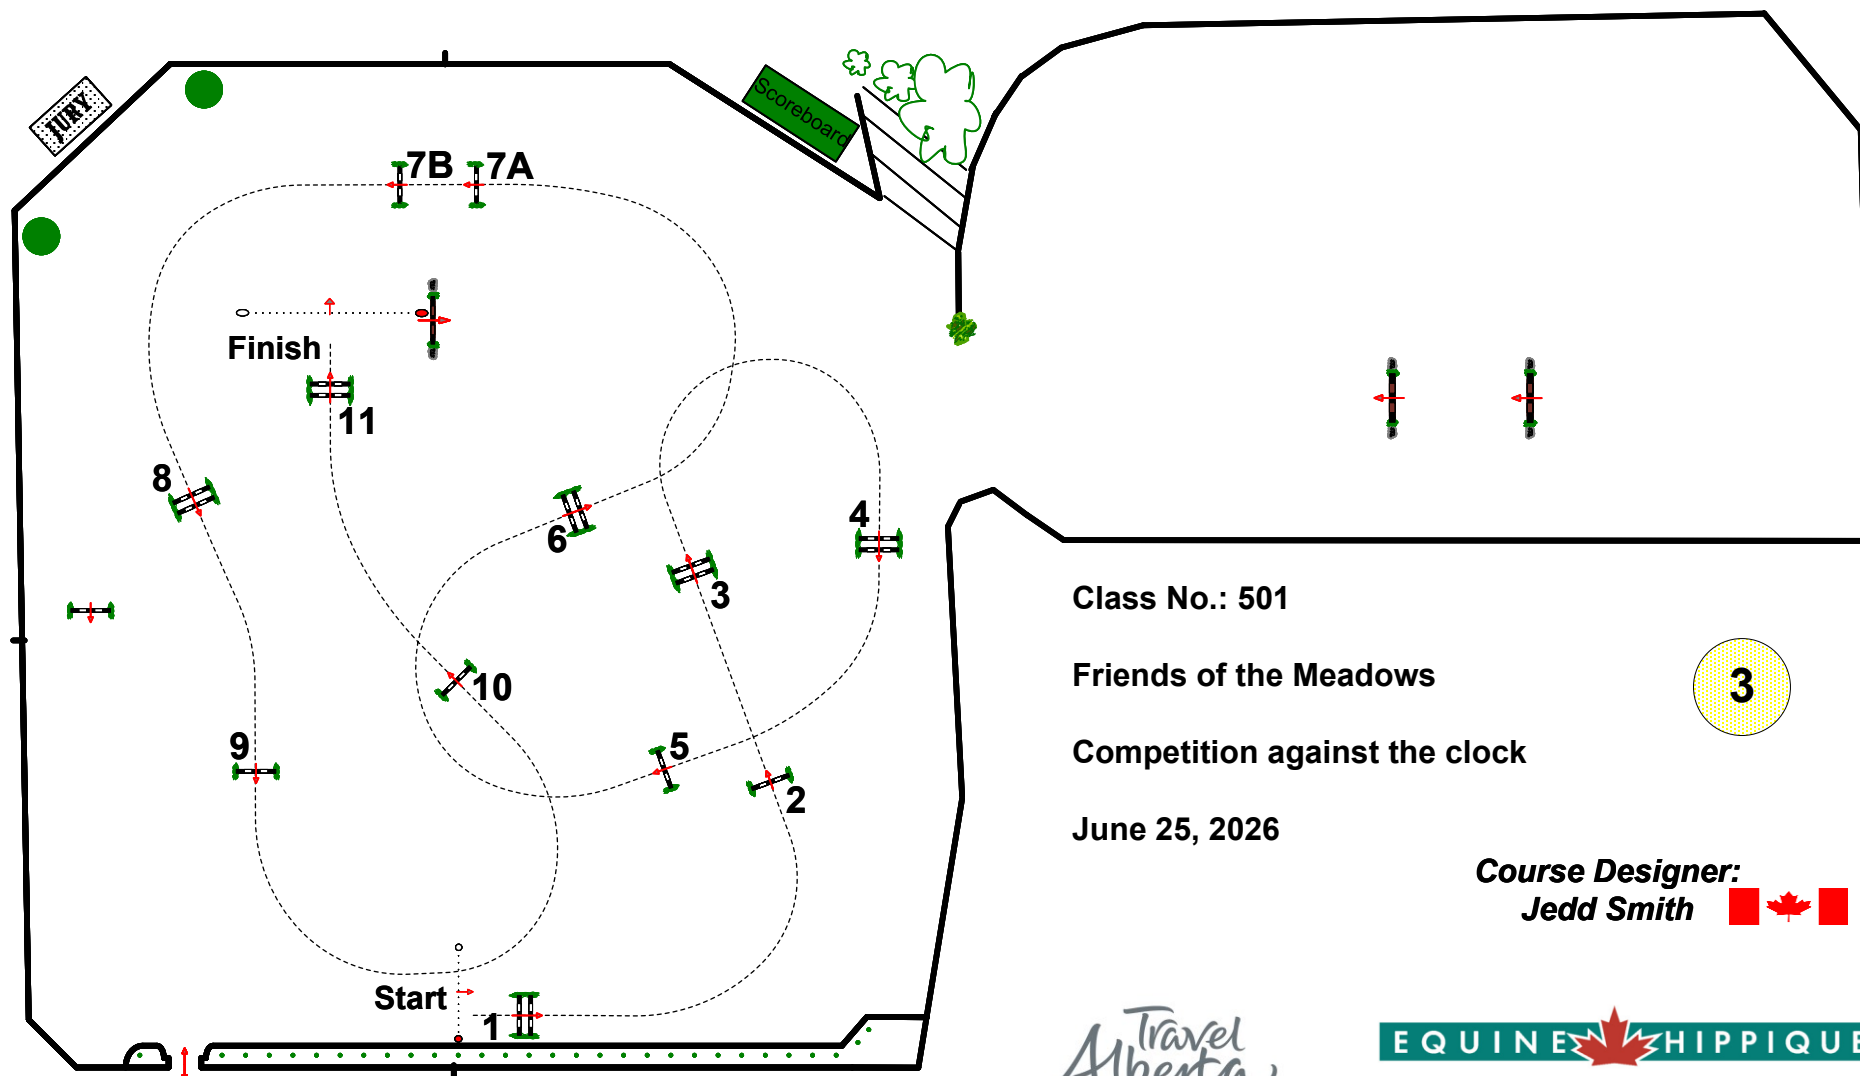 JURY
Scoreboard
7B
7A
Finish
11
8
4
6
3
10
9
5
2
Start
1
Class No.: 501
Friends of the Meadows
3
Competition against the clock
June 25, 2026
Course Designer:
Jedd Smith
Travel
Alberta
EQUINE HIPPIQUE